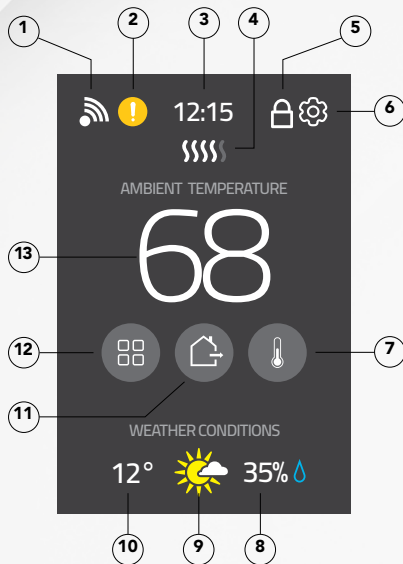 1 2 3 4 5
12:15 6
AMBIENT TEMPERATURE
13 68
12 7
11
WEATHER CONDITIONS
12° 35%
10 9 8